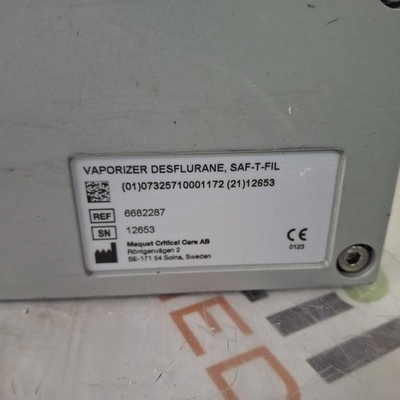 VAPORIZER DESFLURANE, SAF-T-FIL
(01)07325710001172 (21)12653
REF 6682287
SN 12653
Maquet Critical Care AB
Röntgenvägen 2
SE-171 54 Solna, Sweden
CE
0123